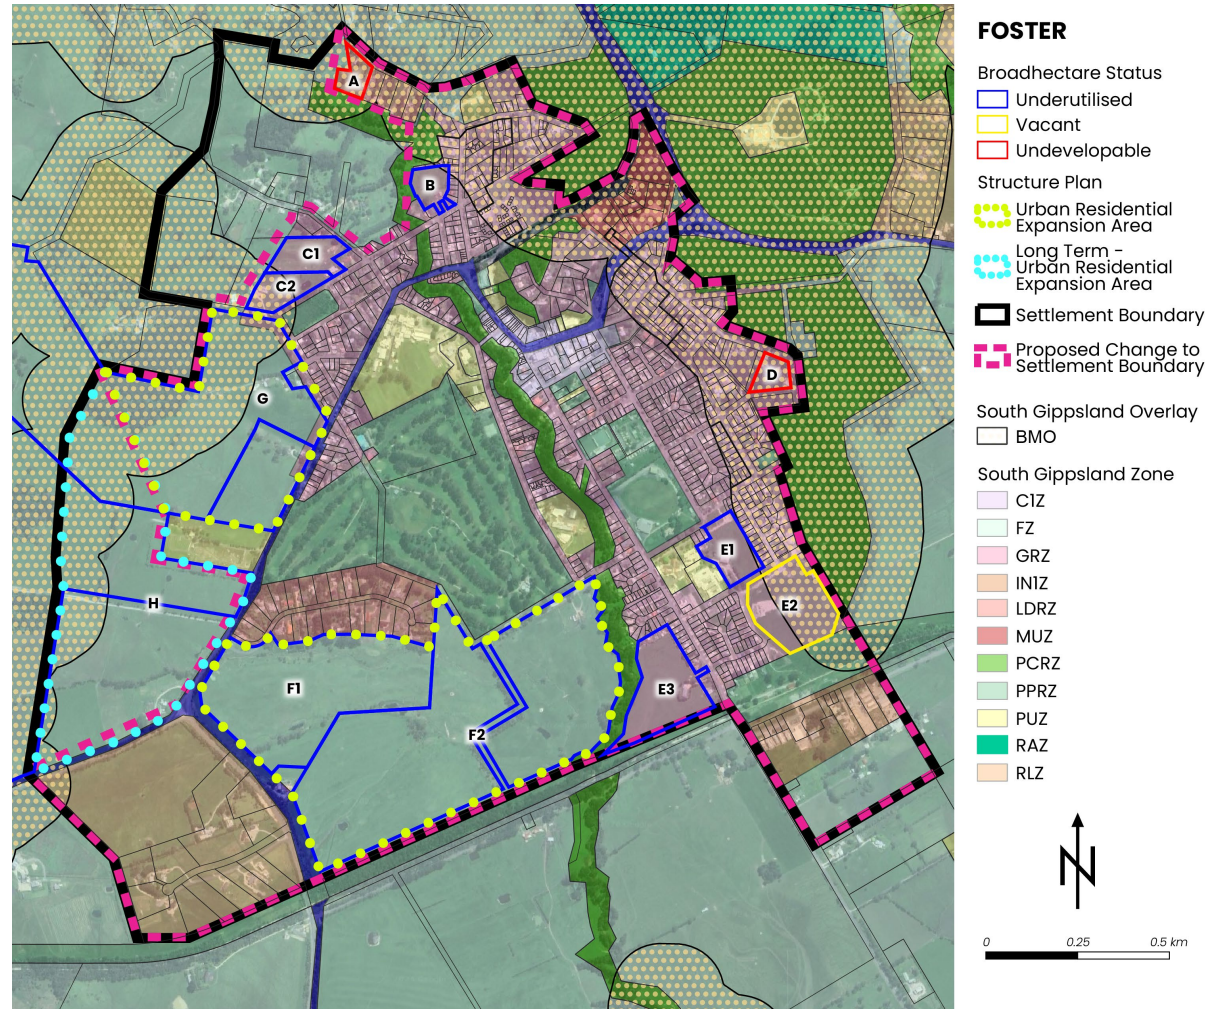 FOSTER
Broadhectare Status
Underutilised
Vacant
Undevelopable
Structure Plan
Urban Residential
Expansion Area
Long Term -
Urban Residential
Expansion Area
Settlement Boundary
Proposed Change to
Settlement Boundary
South Gippsland Overlay
BMO
South Gippsland Zone
C1Z
FZ
GRZ
IN1Z
LDRZ
MUZ
PCRZ
PPRZ
PUZ
RAZ
RLZ
N
0 0.25 0.5 km
A
B
C1
C2
D
G
E1
E2
H
F1
E3
F2